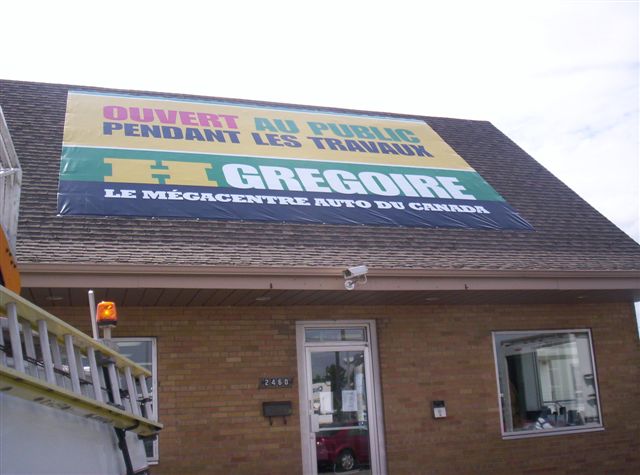 OUVERT AU PUBLIC
PENDANT LES TRAVAUX
H GREGOIRE
LE MÉGACENTRE AUTO DU CANADA
2460